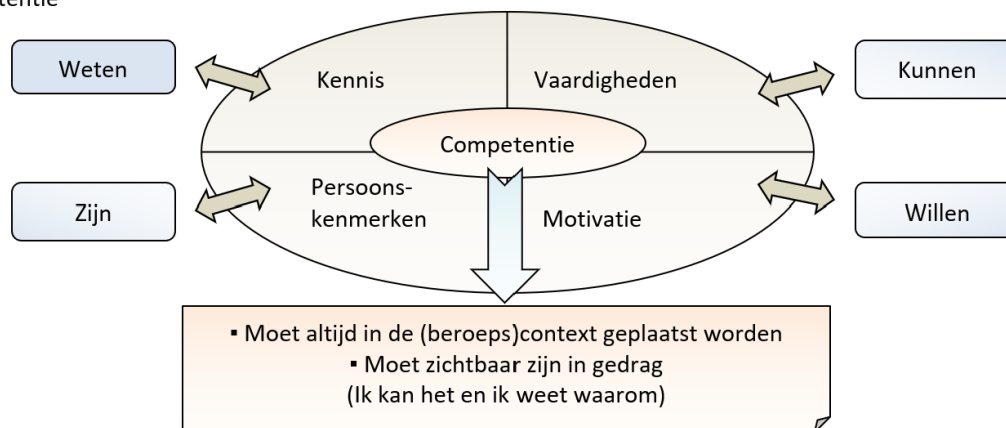 Weten
Kennis
Vaardigheden
Kunnen
Competentie
Zijn
Persoons-
kenmerken
Motivatie
Willen
▪ Moet altijd in de (beroeps)context geplaatst worden
▪ Moet zichtbaar zijn in gedrag
(Ik kan het en ik weet waarom)